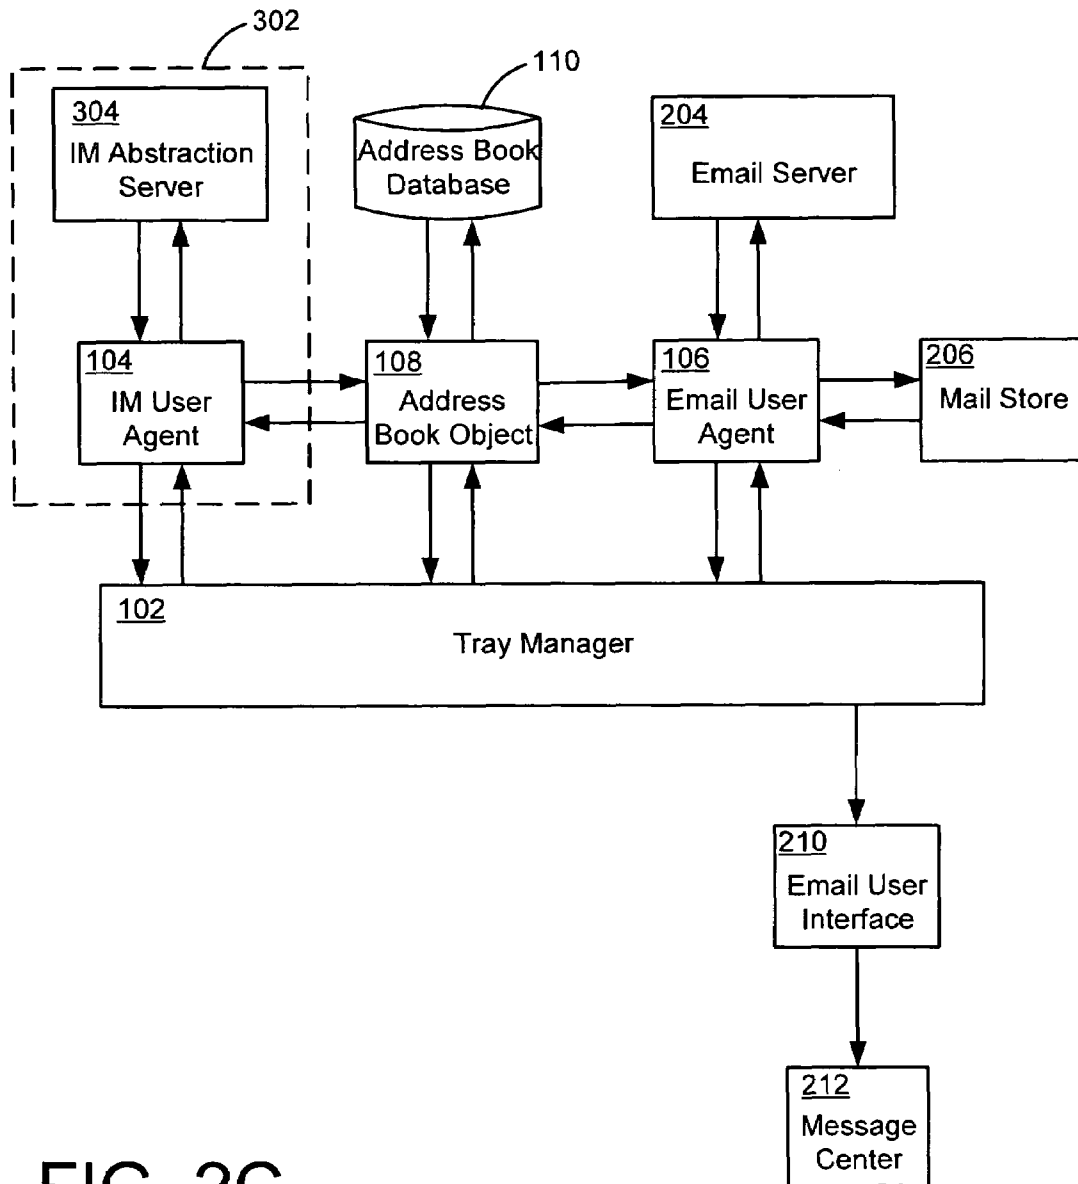 302
110
304
IM Abstraction
Server
Address Book
Database
204
Email Server
104
IM User
Agent
108
Address
Book Object
106
Email User
Agent
206
Mail Store
102
Tray Manager
210
Email User
Interface
212
Message
Center